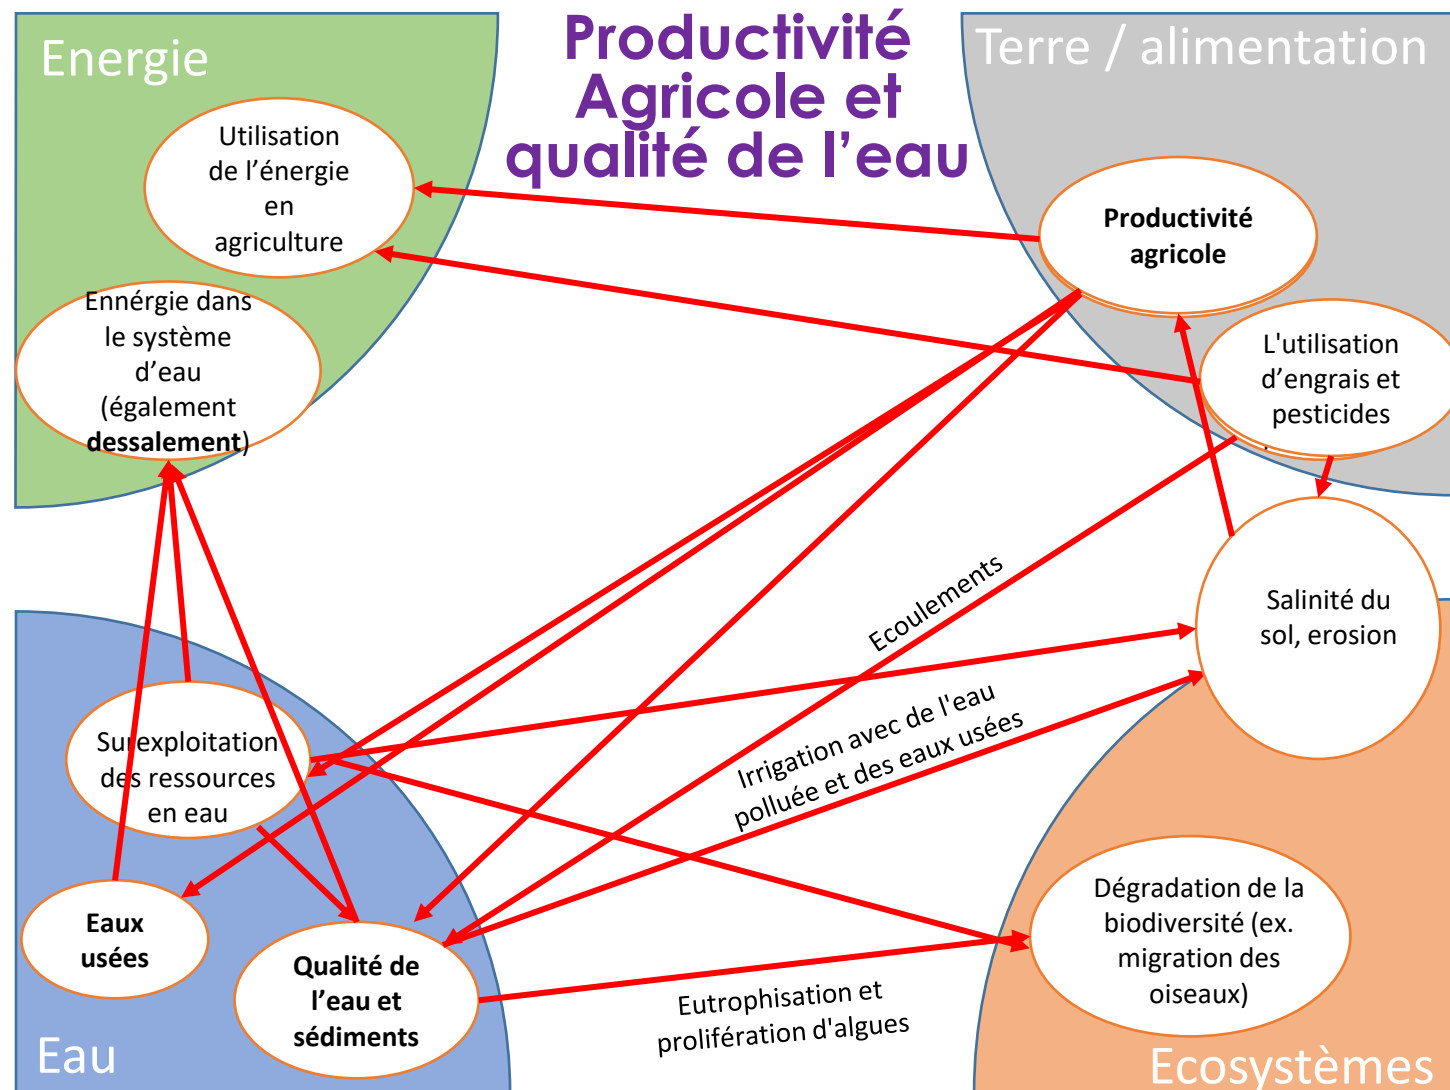 Energie
Productivité
Agricole et
qualité de l'eau
Terre / alimentation
Utilisation
de l'énergie
en
agriculture
Productivité
agricole
Ennérgie dans
le système
d'eau
(également
dessalement)
L'utilisation
d'engrais et
pesticides
Ecoulements
Salinité du
sol, erosion
Irrigation avec de l'eau
polluée et des eaux usées
Surexploitation
des ressources
en eau
Dégradation de la
biodiversité (ex.
migration des
oiseaux)
Eaux
usées
Qualité de
l'eau et
sédiments
Eutrophisation et
prolifération d'algues
Eau
Ecosystèmes